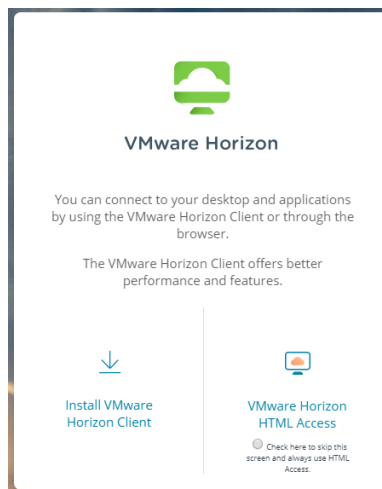 VMware Horizon
You can connect to your desktop and applications
by using the VMware Horizon Client or through the
browser.
The VMware Horizon Client offers better
performance and features.
Install VMware
Horizon Client
VMware Horizon
HTML Access
Check here to skip this
screen and always use HTML
Access.